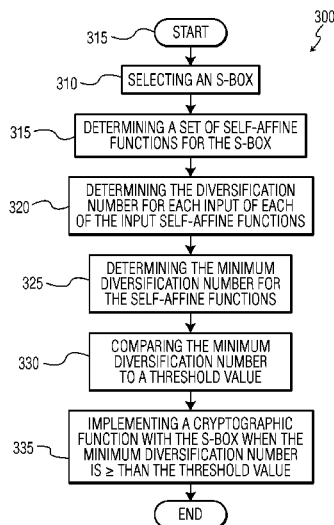 300
315
START
310
SELECTING AN S-BOX
315
DETERMINING A SET OF SELF-AFFINE
FUNCTIONS FOR THE S-BOX
320
DETERMINING THE DIVERSIFICATION
NUMBER FOR EACH INPUT OF EACH
OF THE INPUT SELF-AFFINE FUNCTIONS
325
DETERMINING THE MINIMUM
DIVERSIFICATION NUMBER FOR
THE SELF-AFFINE FUNCTIONS
330
COMPARING THE MINIMUM
DIVERSIFICATION NUMBER
TO A THRESHOLD VALUE
335
IMPLEMENTING A CRYPTOGRAPHIC
FUNCTION WITH THE S-BOX WHEN THE
MINIMUM DIVERSIFICATION NUMBER
IS ≥ THAN THE THRESHOLD VALUE
END